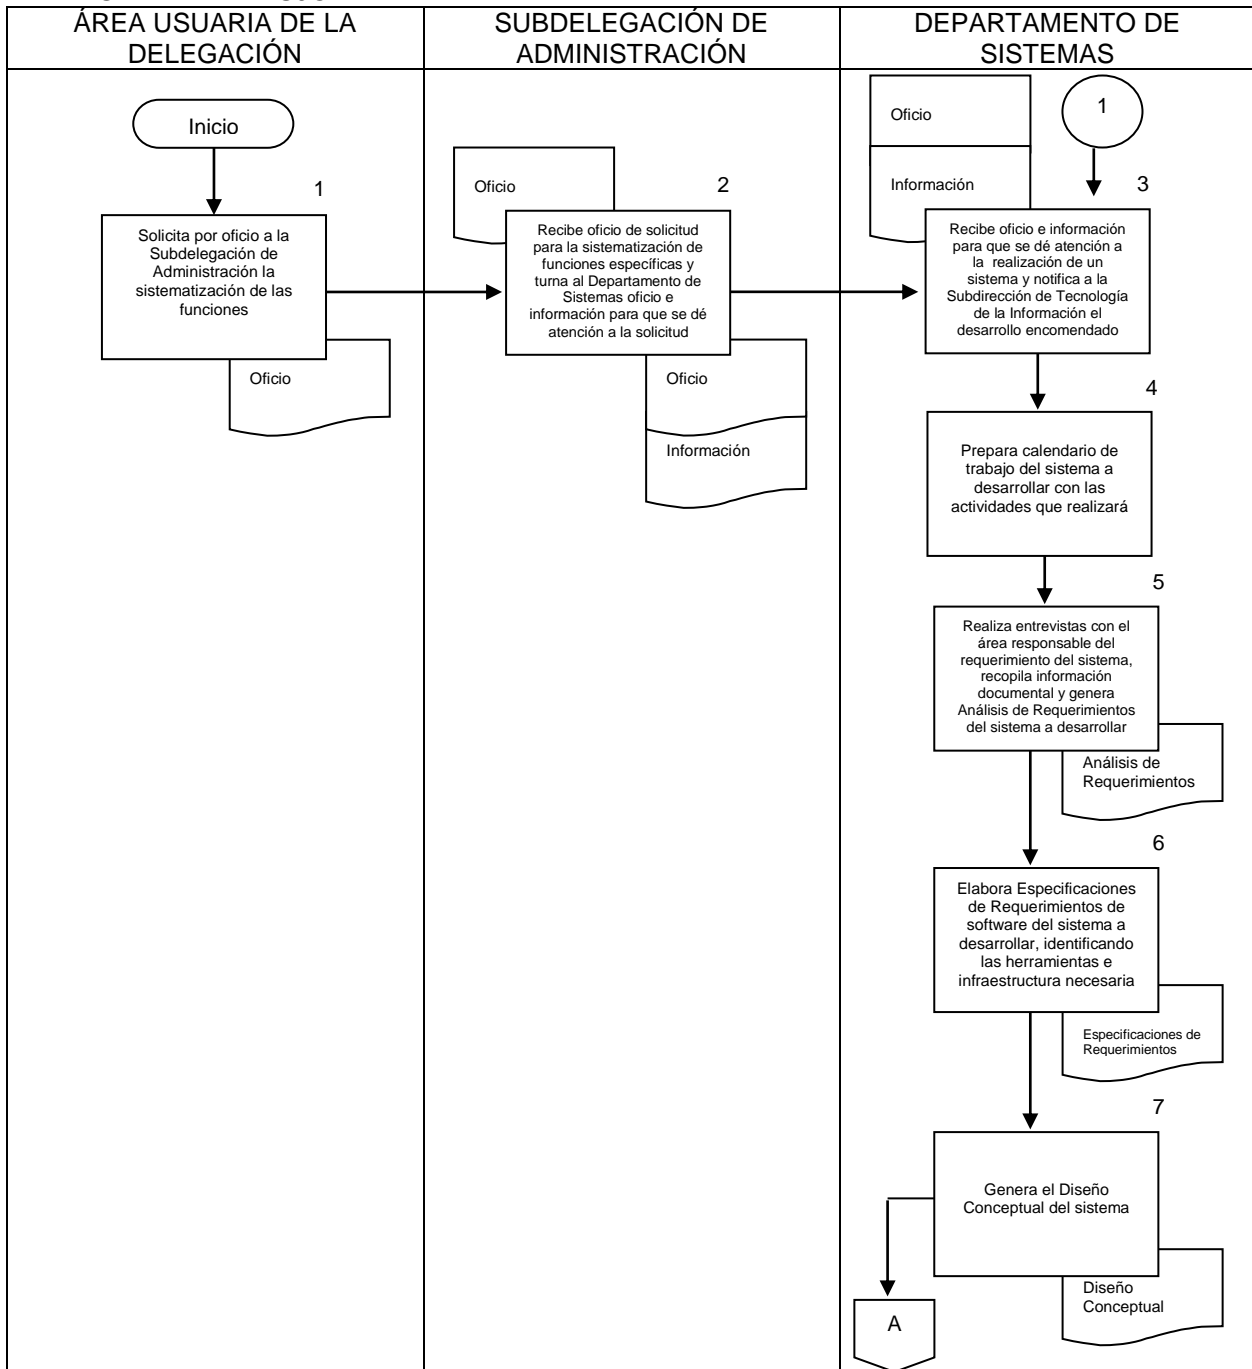 ÁREA USUARIA DE LA
DELEGACIÓN
SUBDELEGACIÓN DE
ADMINISTRACIÓN
DEPARTAMENTO DE
SISTEMAS
Inicio
1
Solicita por oficio a la
Subdelegación de
Administración la
sistematización de las
funciones
Oficio
Oficio
2
Recibe oficio de solicitud
para la sistematización de
funciones específicas y
turna al Departamento de
Sistemas oficio e
información para que se dé
atención a la solicitud
Oficio
Información
Oficio
1
Información
3
Recibe oficio e información
para que se dé atención a
la realización de un
sistema y notifica a la
Subdirección de Tecnología
de la Información el
desarrollo encomendado
4
Prepara calendario de
trabajo del sistema a
desarrollar con las
actividades que realizará
5
Realiza entrevistas con el
área responsable del
requerimiento del sistema,
recopila información
documental y genera
Análisis de Requerimientos
del sistema a desarrollar
Análisis de
Requerimientos
6
Elabora Especificaciones
de Requerimientos de
software del sistema a
desarrollar, identificando
las herramientas e
infraestructura necesaria
Especificaciones de
Requerimientos
7
Genera el Diseño
Conceptual del sistema
Diseño
Conceptual
A